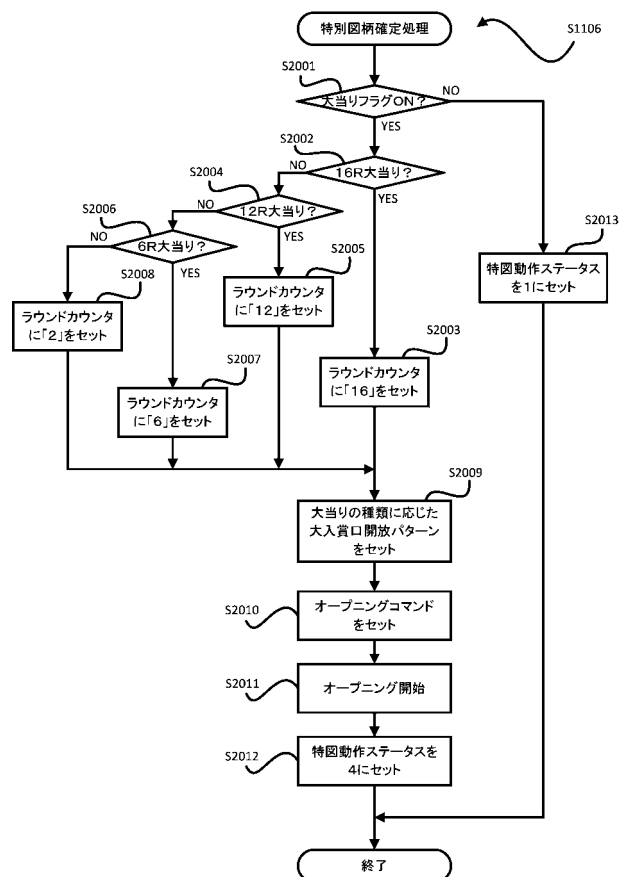 特別図柄確定処理
S1106
S2001
大当りフラグON?
NO
YES
S2002
16R大当り?
NO
YES
S2004
12R大当り?
NO
YES
S2006
6R大当り?
NO
YES
S2008
ラウンドカウンタ
に「2」をセット
S2005
ラウンドカウンタ
に「12」をセット
S2013
特図動作ステータス
を1にセット
S2007
ラウンドカウンタ
に「6」をセット
S2003
ラウンドカウンタ
に「16」をセット
S2009
大当りの種類に応じた
大入賞口開放パターン
をセット
S2010
オープニングコマンド
をセット
S2011
オープニング開始
S2012
特図動作ステータスを
4にセット
終了